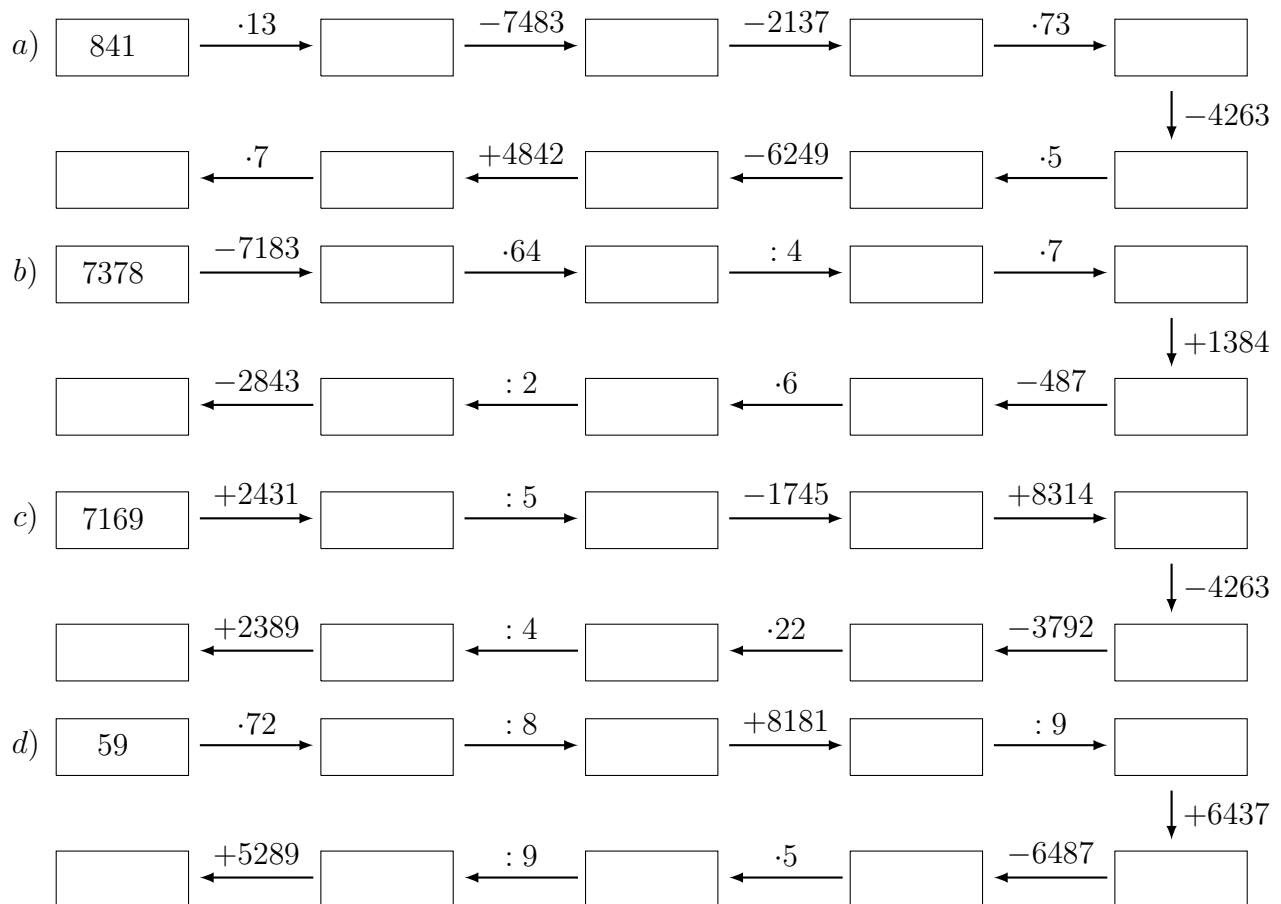 a) 841 ·13 −7483 −2137 ·73
−4263
·7 +4842 −6249 ·5
b) 7378 −7183 ·64 : 4 ·7
+1384
−2843 : 2 ·6 −487
c) 7169 +2431 : 5 −1745 +8314
−4263
+2389 : 4 ·22 −3792
d) 59 ·72 : 8 +8181 : 9
+6437
+5289 : 9 ·5 −6487